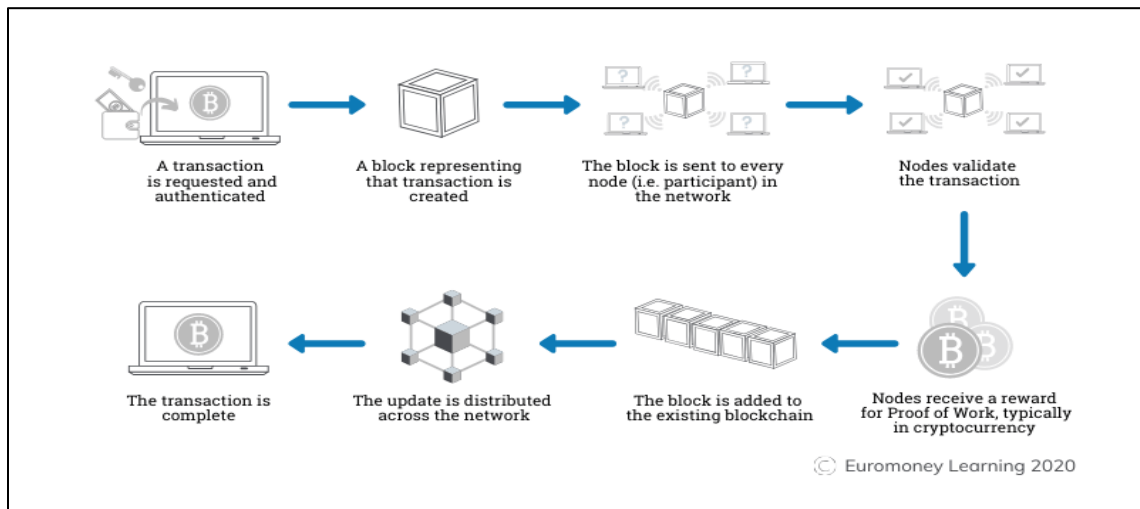 A transaction
is requested and
authenticated
A block representing
that transaction is
created
The block is sent to every
node (i.e. participant) in
the network
Nodes validate
the transaction
The transaction is
complete
The update is distributed
across the network
The block is added to
the existing blockchain
Nodes receive a reward
for Proof of Work, typically
in cryptocurrency
© Euromoney Learning 2020